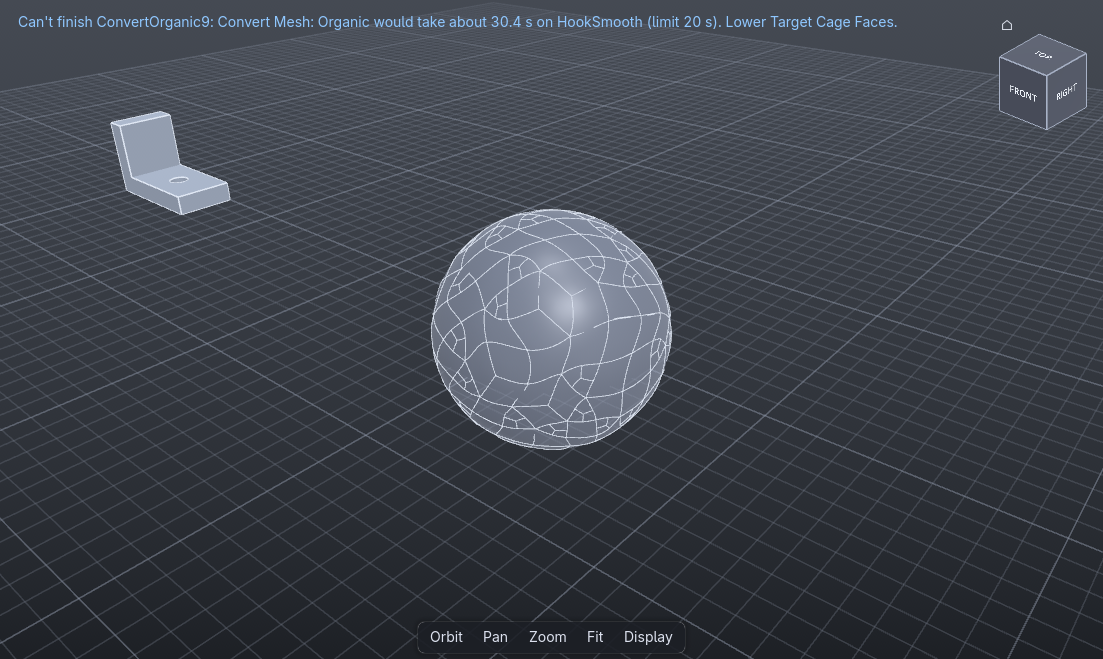 Can't finish ConvertOrganic9: Convert Mesh: Organic would take about 30.4 s on HookSmooth (limit 20 s). Lower Target Cage Faces.
TOP
FRONT
RIGHT
Orbit
Pan
Zoom
Fit
Display